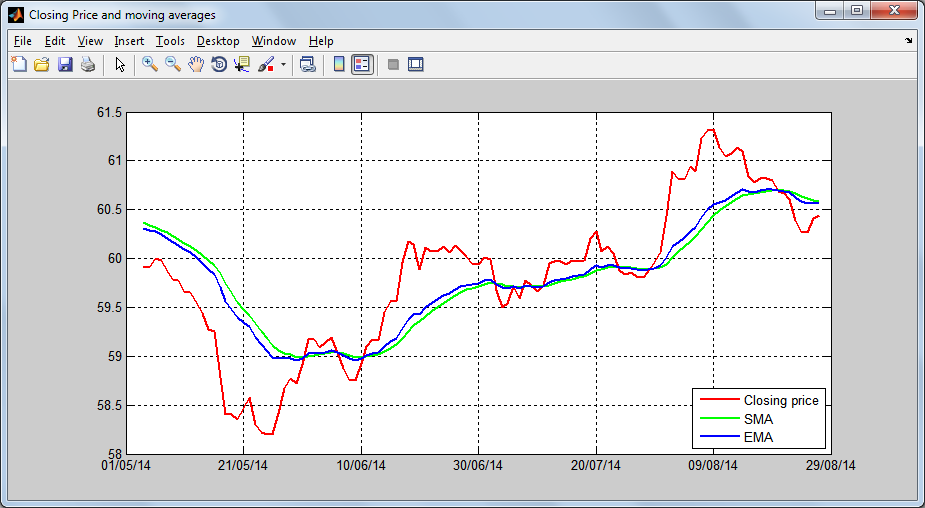 Closing Price and moving averages
File Edit View Insert Tools Desktop Window Help
61.5
61
60.5
60
59.5
59
58.5
58
01/05/14 21/05/14 10/06/14 30/06/14 20/07/14 09/08/14 29/08/14
Closing price
SMA
EMA